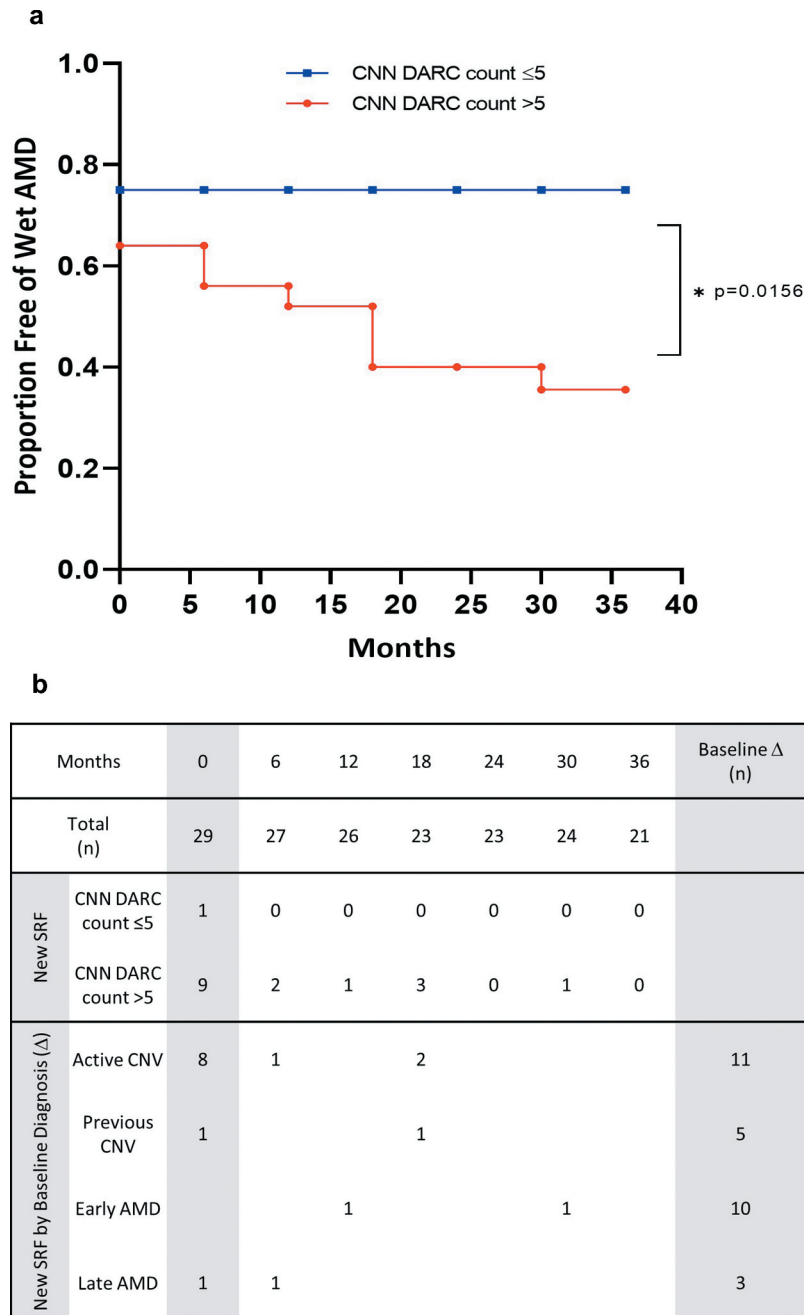 a
CNN DARC count ≤5
CNN DARC count >5
1.0
0.8
0.6
0.4
0.2
0.0
Proportion Free of Wet AMD
* p=0.0156
0 5 10 15 20 25 30 35 40
Months
b
Months 0 6 12 18 24 30 36 Baseline Δ
(n)
Total
(n) 29 27 26 23 23 24 21
New SRF
CNN DARC
count ≤5 1 0 0 0 0 0 0
CNN DARC
count >5 9 2 1 3 0 1 0
New SRF by Baseline Diagnosis (Δ)
Active CNV 8 1 2 11
Previous
CNV 1 1 5
Early AMD 1 1 10
Late AMD 1 1 3